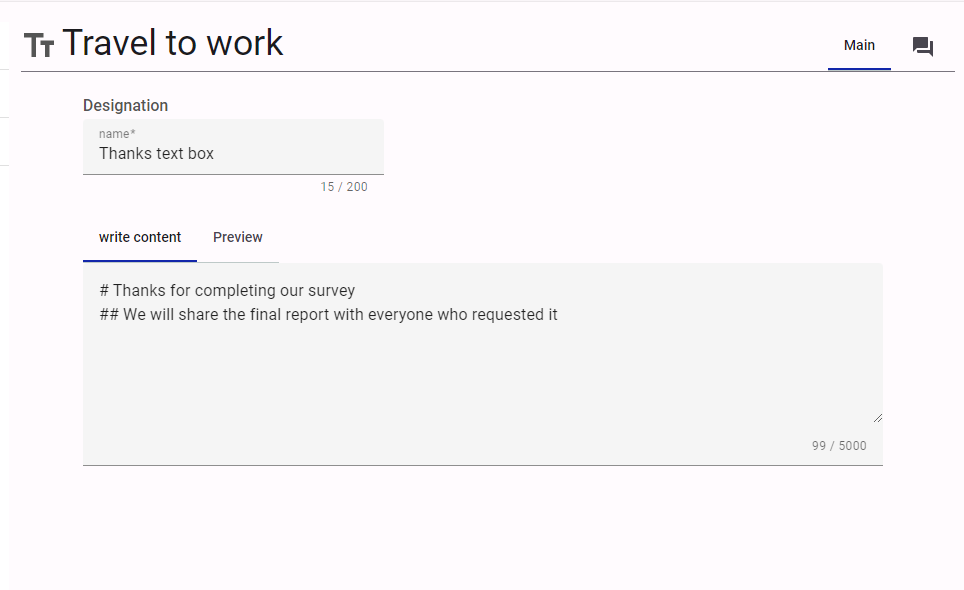 Travel to work
Main
Designation
name*
Thanks text box
15 / 200
write content
Preview
# Thanks for completing our survey
## We will share the final report with everyone who requested it
99 / 5000